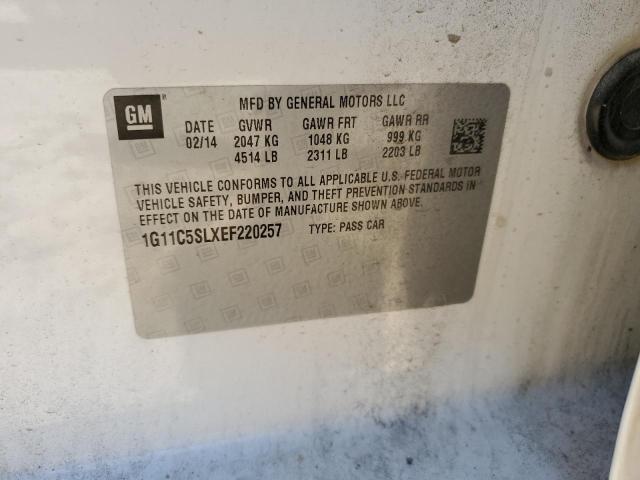 GM ® MFD BY GENERAL MOTORS LLC
DATE GVWR GAWR FRT GAWR RR
02/14 2047 KG 1048 KG 999 KG
4514 LB 2311 LB 2203 LB
THIS VEHICLE CONFORMS TO ALL APPLICABLE U.S. FEDERAL MOTOR
VEHICLE SAFETY, BUMPER, AND THEFT PREVENTION STANDARDS IN
EFFECT ON THE DATE OF MANUFACTURE SHOWN ABOVE.
1G11C5SLXEF220257 TYPE: PASS CAR